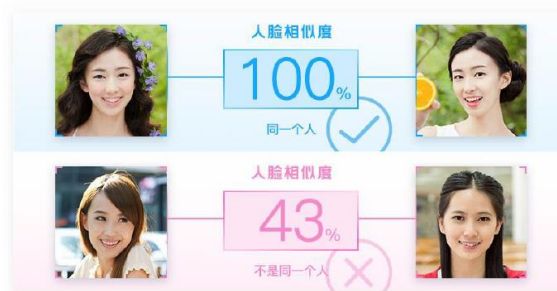 人脸相似度
100%
同一个人
人脸相似度
43%
不是同一个人